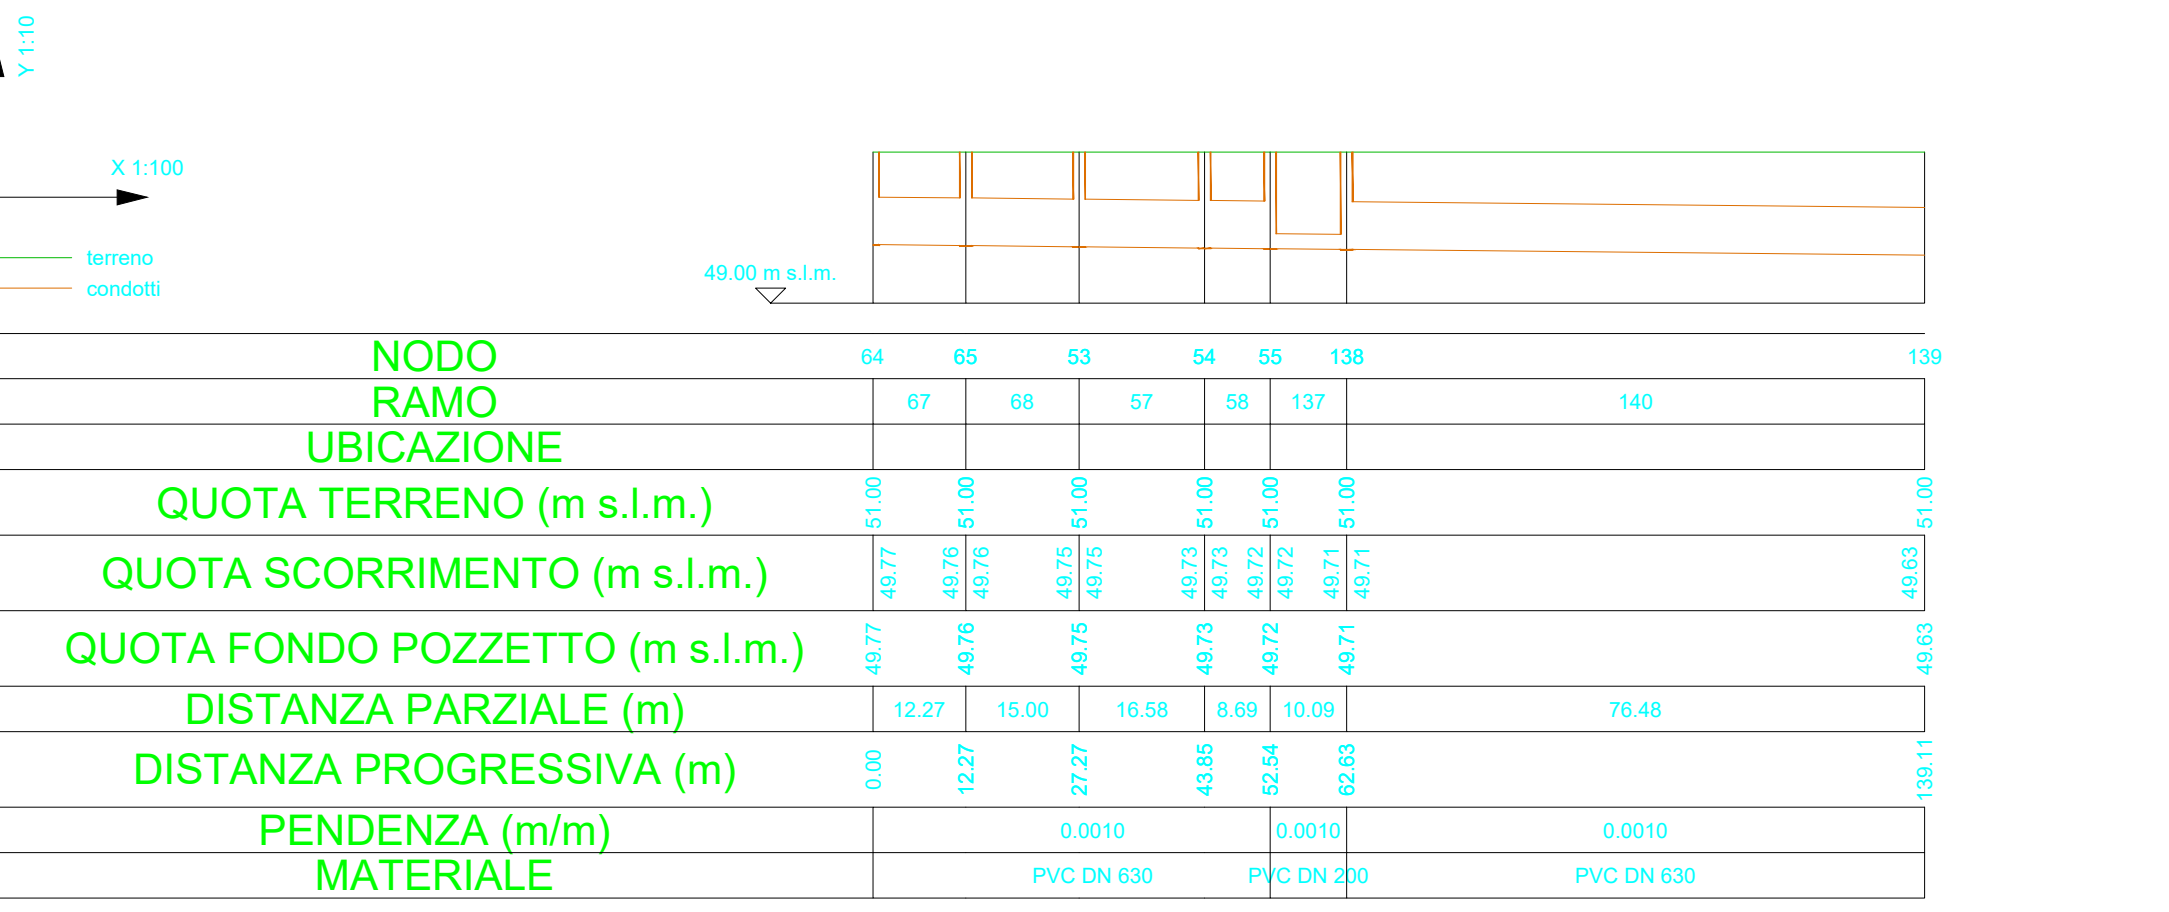 Y 1:10
X 1:100
terreno
condotti
49.00 m s.l.m.
NODO 64 65 53 54 55 138 139
RAMO 67 68 57 58 137 140
UBICAZIONE
QUOTA TERRENO (m s.l.m.) 51.00 51.00 51.00 51.00 51.00 51.00 51.00
QUOTA SCORRIMENTO (m s.l.m.) 49.77 49.76 49.76 49.75 49.75 49.73 49.73 49.72 49.72 49.71 49.71 49.63
QUOTA FONDO POZZETTO (m s.l.m.) 49.77 49.76 49.75 49.73 49.72 49.71 49.63
DISTANZA PARZIALE (m) 12.27 15.00 16.58 8.69 10.09 76.48
DISTANZA PROGRESSIVA (m) 0.00 12.27 27.27 43.85 52.54 62.63 139.11
PENDENZA (m/m) 0.0010 0.0010 0.0010
MATERIALE PVC DN 630 PVC DN 200 PVC DN 630